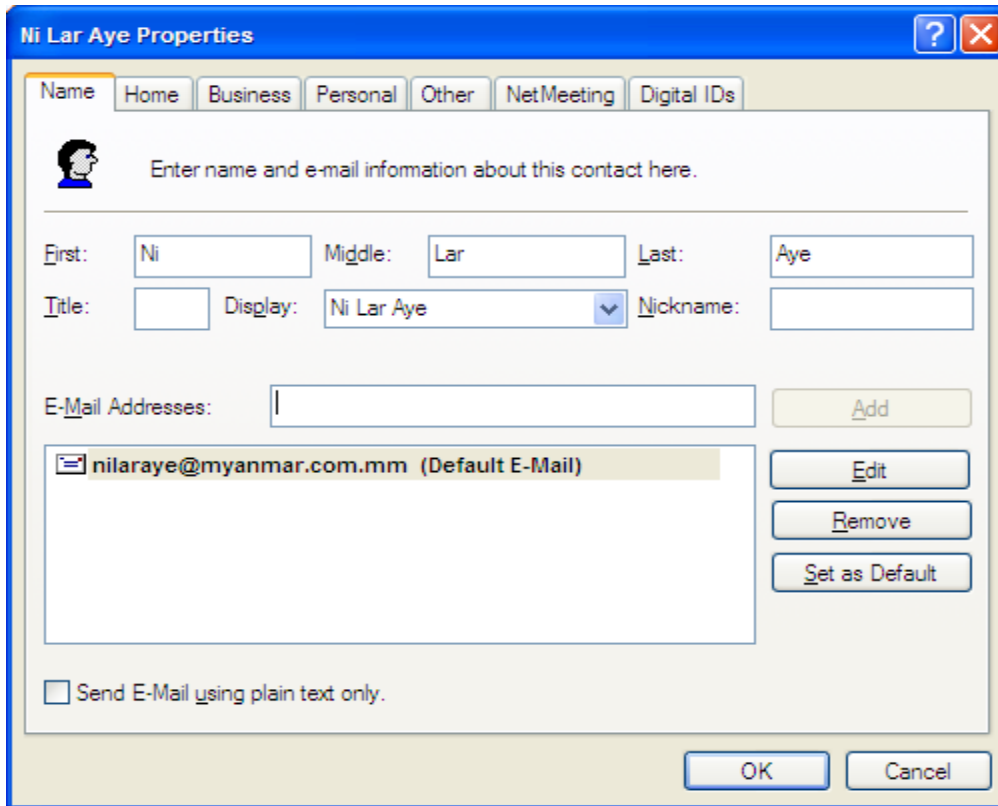 Ni Lar Aye Properties
Name Home Business Personal Other NetMeeting Digital IDs
Enter name and e-mail information about this contact here.
First: Ni Middle: Lar Last: Aye
Title: Display: Ni Lar Aye Nickname:
E-Mail Addresses: Add
nilaraye@myanmar.com.mm (Default E-Mail) Edit
Remove
Set as Default
Send E-Mail using plain text only.
OK Cancel